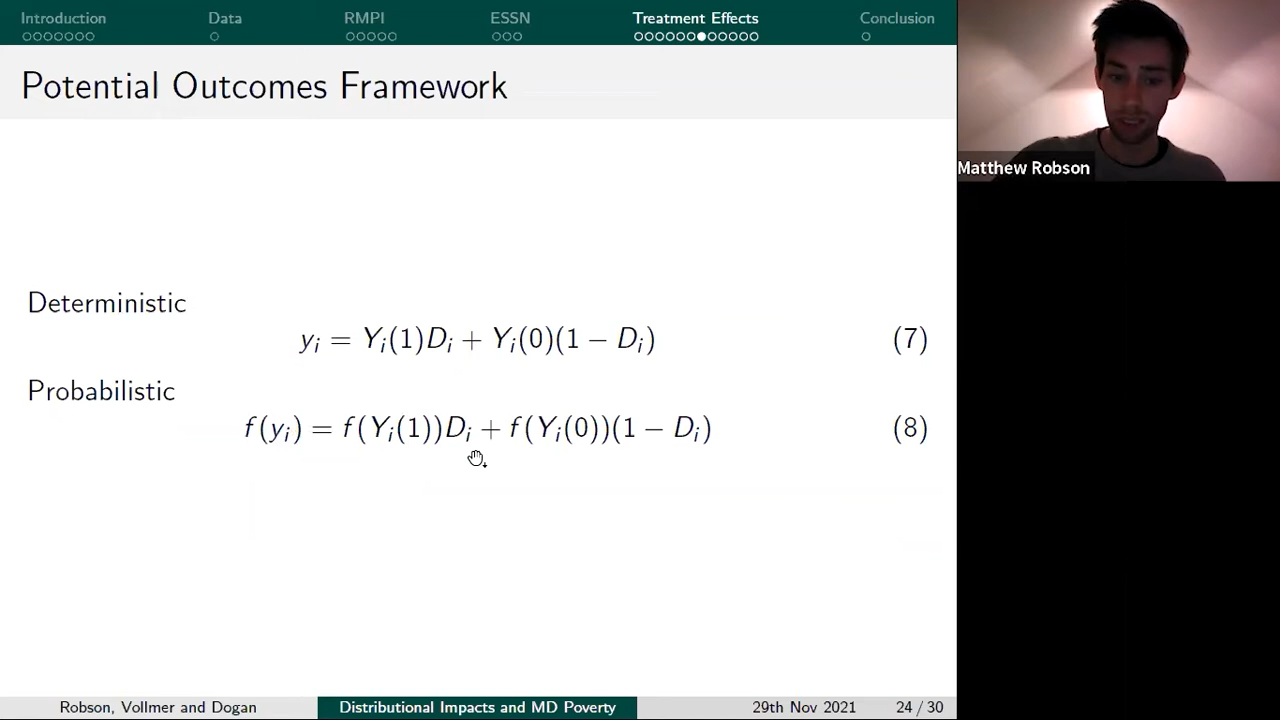 Introduction Data RMPI ESSN Treatment Effects Conclusion
Potential Outcomes Framework
Matthew Robson
Deterministic
yᵢ = Yᵢ(1)Dᵢ + Yᵢ(0)(1 − Dᵢ) (7)
Probabilistic
f(yᵢ) = f(Yᵢ(1))Dᵢ + f(Yᵢ(0))(1 − Dᵢ) (8)
Robson, Vollmer and Dogan Distributional Impacts and MD Poverty 29th Nov 2021 24 / 30